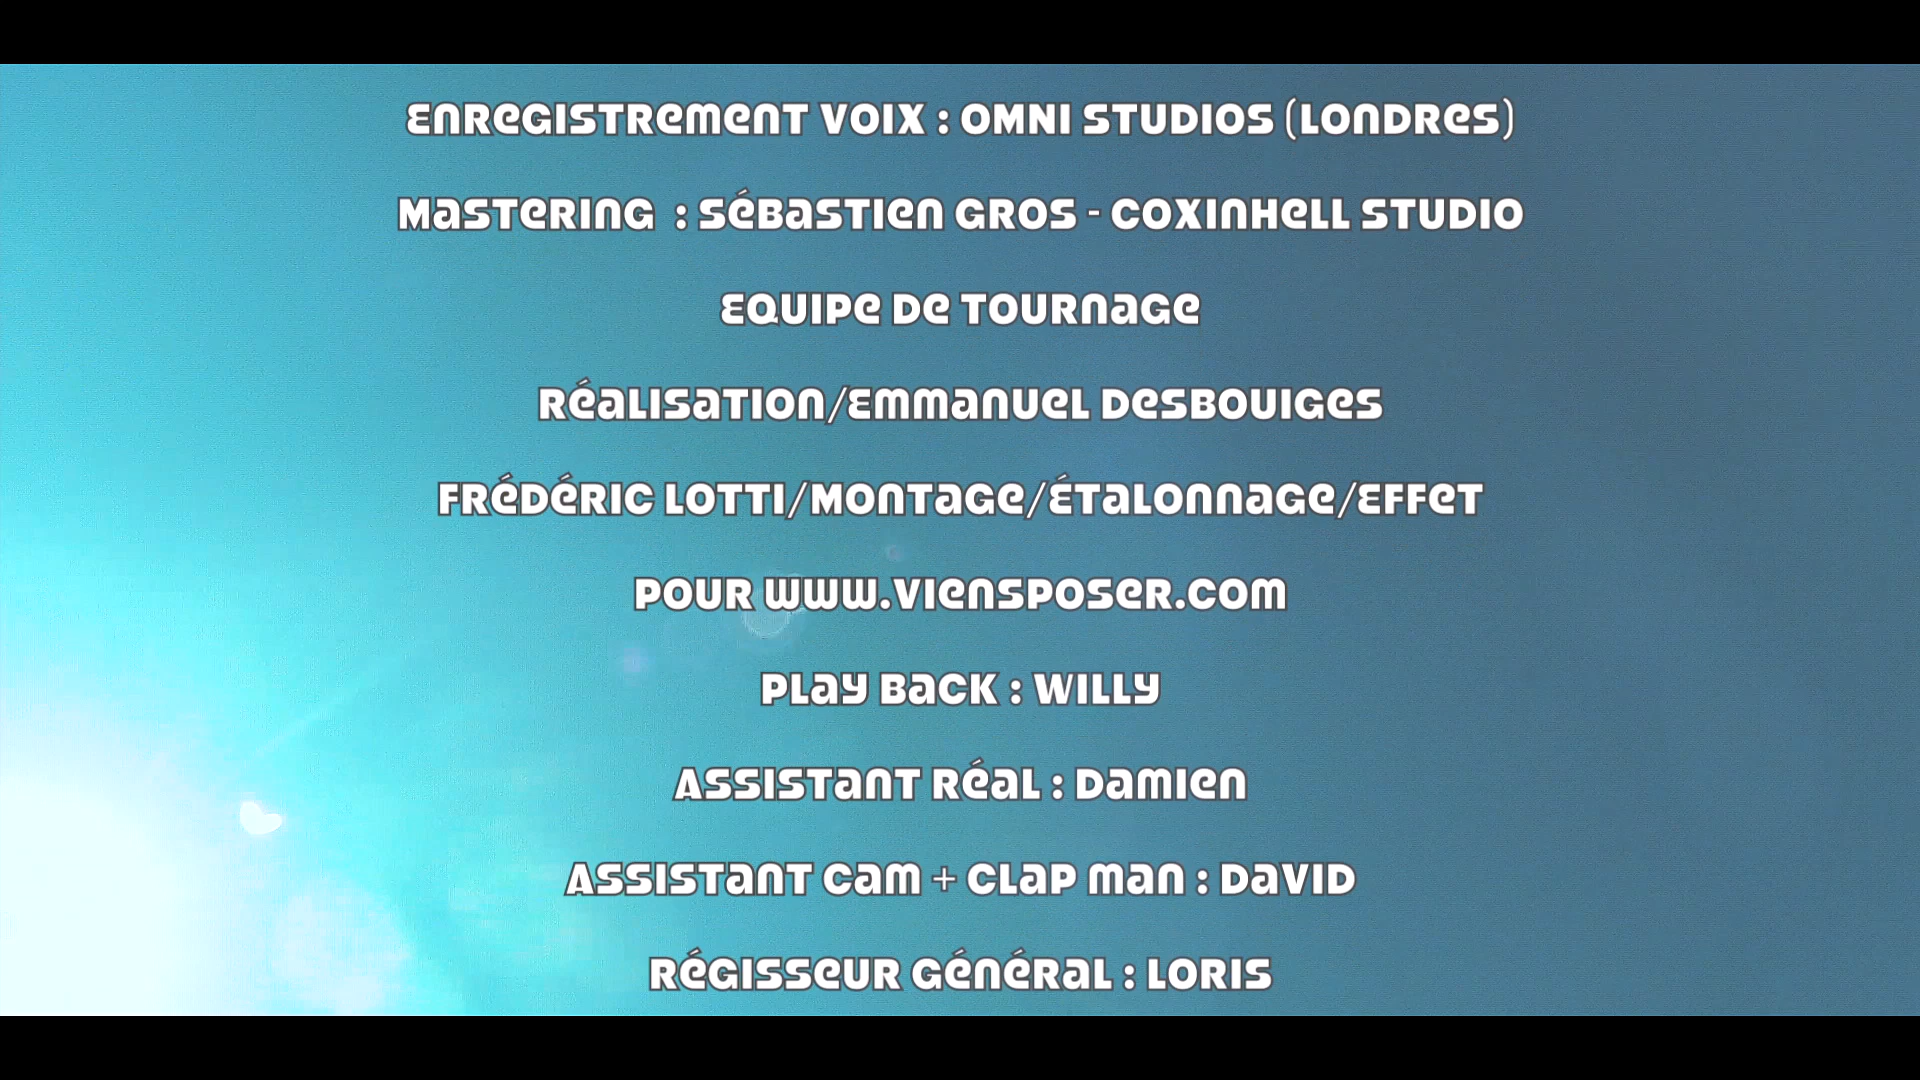 Enregistrement voix : OMNI Studios (Londres)
Mastering : Sébastien Gros - Coxinhell Studio
Equipe de tournage
Réalisation/Emmanuel Desbouiges
Frédéric Lotti/Montage/Étalonnage/Effet
pour www.viensposer.com
Play Back : Willy
Assistant Réal : Damien
Assistant cam + clap man : David
Régisseur général : Loris